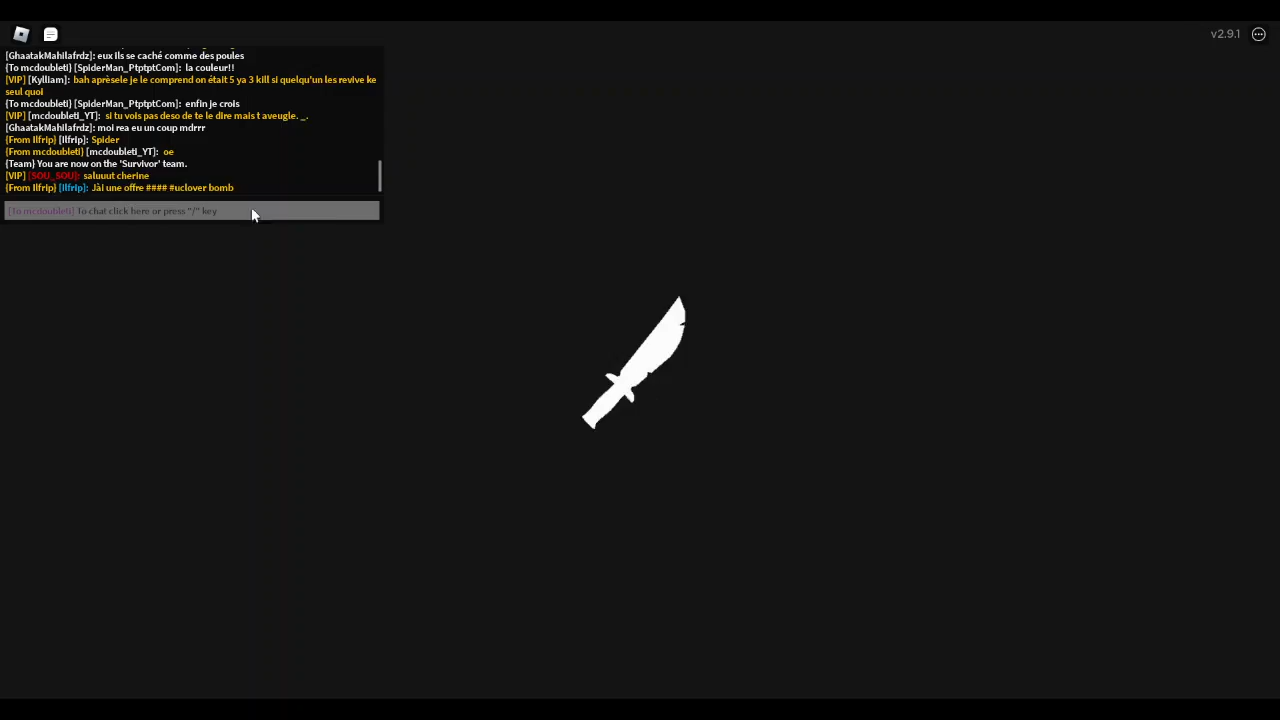 v2.9.1
[GhaatakMahilafrdz]: eux Ils se caché comme des poules
{To mcdoubleti} [SpiderMan_PtptptCom]: la couleur!!
[VIP] [Kylliam]: bah aprèsele je le comprend on était 5 ya 3 kill si quelqu'un les revive ke
seul quoi
{To mcdoubleti} [SpiderMan_PtptptCom]: enfin je crois
[VIP] [mcdoubleti_YT]: si tu vois pas deso de te le dire mais t aveugle. _.
[GhaatakMahilafrdz]: moi rea eu un coup mdrrr
{From Ilfrip} [Ilfrip]: Spider
{From mcdoubleti} [mcdoubleti_YT]: oe
{Team} You are now on the 'Survivor' team.
[VIP] [SOU_SOU]: saluuut cherine
{From Ilfrip} [Ilfrip]: Jài une offre #### #uclover bomb
[To mcdoubleti] To chat click here or press "/" key